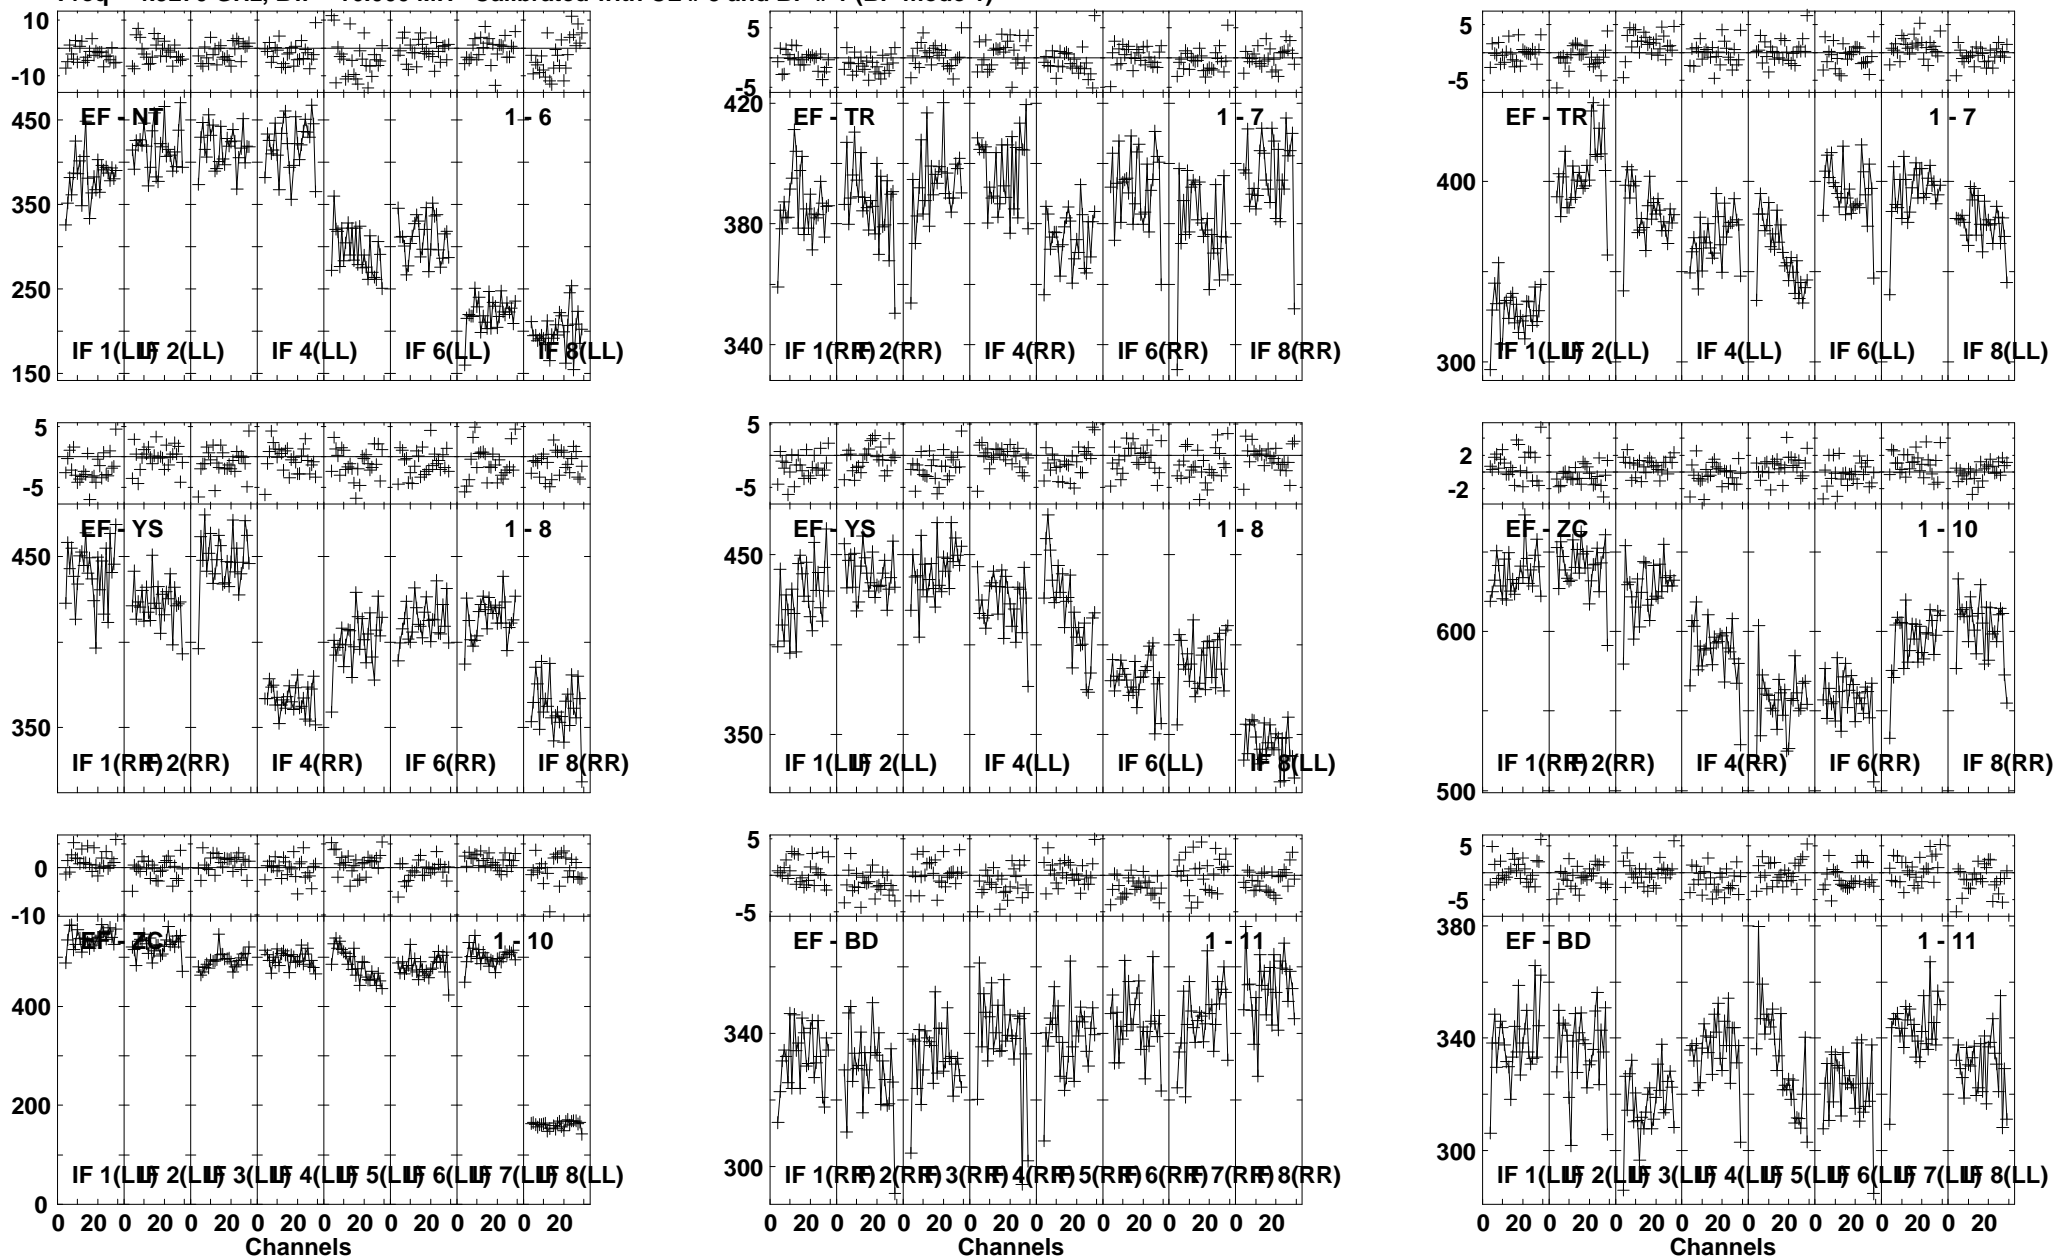 10
-10
450
350
250
150
EF - NT
1 - 6
IF 1(LL) IF 2(LL) IF 4(LL) IF 6(LL) IF 8(LL)
5
-5
420
380
340
EF - TR
1 - 7
IF 1(RR) IF 2(RR) IF 4(RR) IF 6(RR) IF 8(RR)
5
-5
400
300
EF - TR
1 - 7
IF 1(LL) IF 2(LL) IF 4(LL) IF 6(LL) IF 8(LL)
5
-5
450
350
EF - YS
1 - 8
IF 1(RR) IF 2(RR) IF 4(RR) IF 6(RR) IF 8(RR)
5
-5
450
350
EF - YS
1 - 8
IF 1(LL) IF 2(LL) IF 4(LL) IF 6(LL) IF 8(LL)
2
-2
600
500
EF - ZC
1 - 10
IF 1(RR) IF 2(RR) IF 4(RR) IF 6(RR) IF 8(RR)
0
-10
400
200
0
EF - ZC
1 - 10
IF 1(LL) IF 2(LL) IF 3(LL) IF 4(LL) IF 5(LL) IF 6(LL) IF 7(LL) IF 8(LL)
0 20 0 20 0 20 0 20 0 20 0 20 0 20 0 20
Channels
5
-5
340
300
EF - BD
1 - 11
IF 1(RR) IF 2(RR) IF 3(RR) IF 4(RR) IF 5(RR) IF 6(RR) IF 7(RR) IF 8(RR)
0 20 0 20 0 20 0 20 0 20 0 20 0 20 0 20
Channels
5
-5
380
340
300
EF - BD
1 - 11
IF 1(LL) IF 2(LL) IF 3(LL) IF 4(LL) IF 5(LL) IF 6(LL) IF 7(LL) IF 8(LL)
0 20 0 20 0 20 0 20 0 20 0 20 0 20 0 20
Channels